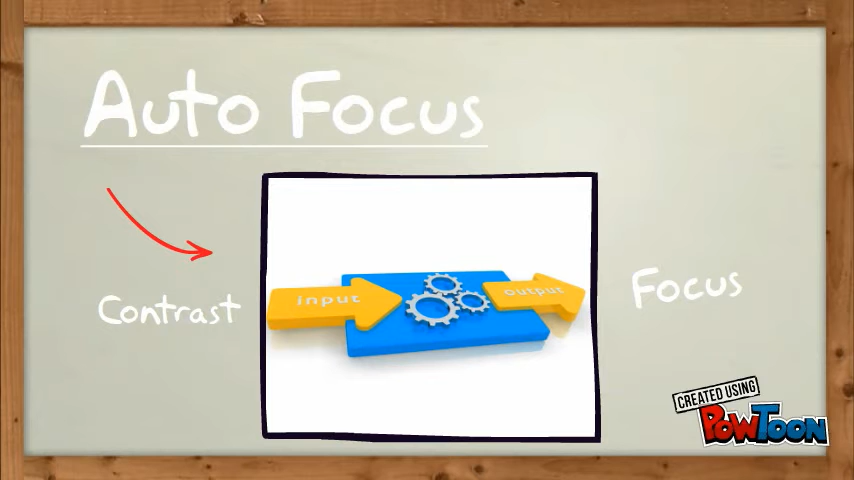 Auto Focus
Contrast
input
output
Focus
CREATED USING
POWTOON